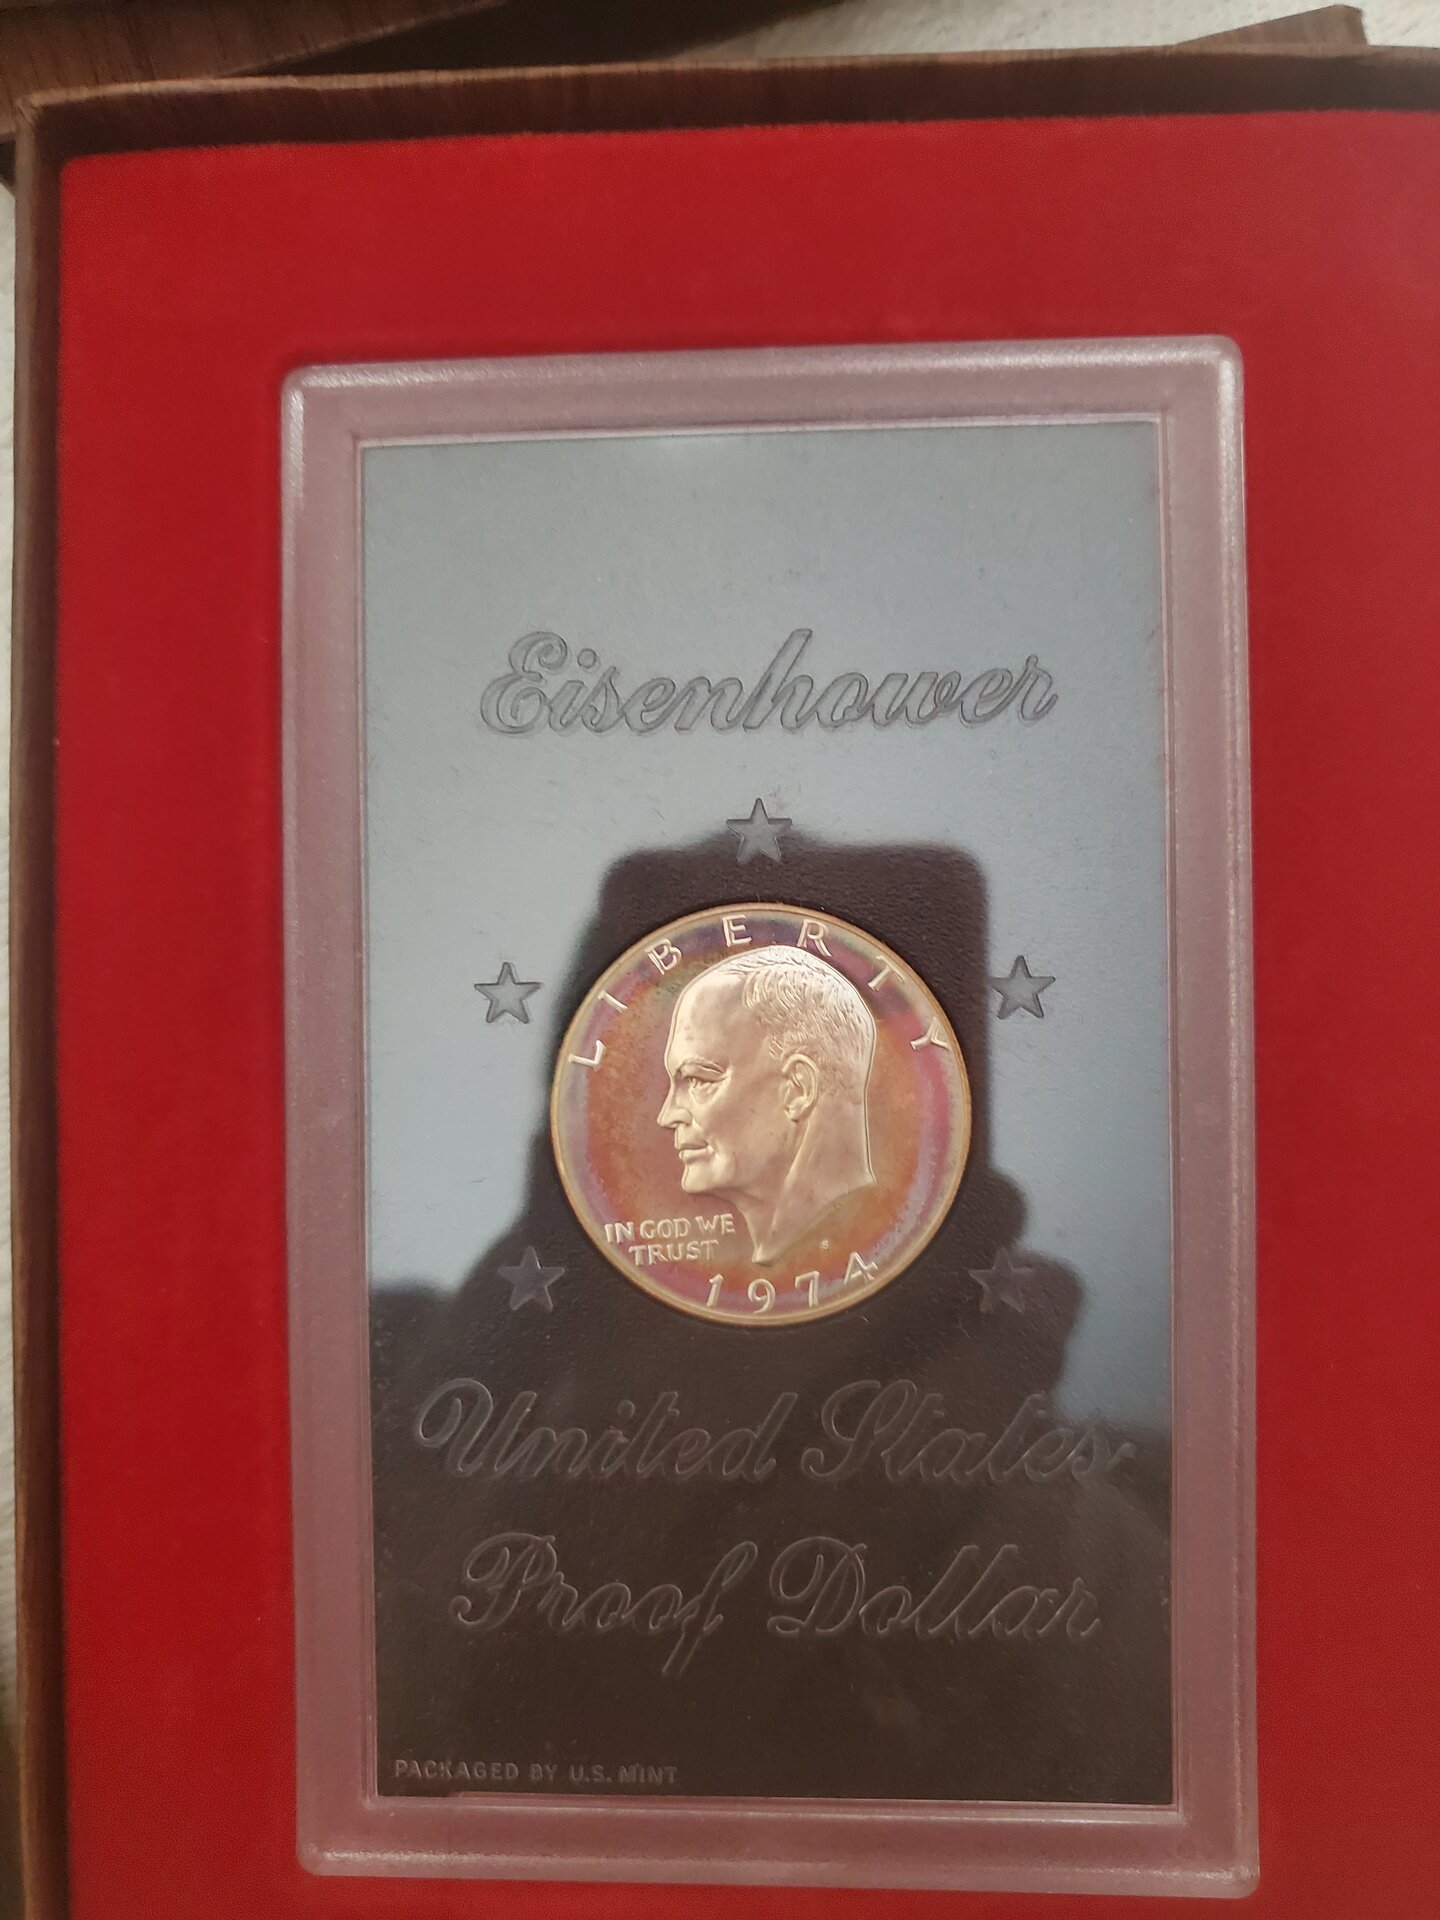 Eisenhower
LIBERTY
IN GOD WE
TRUST
S
1974
United States
Proof Dollar
PACKAGED BY U.S. MINT